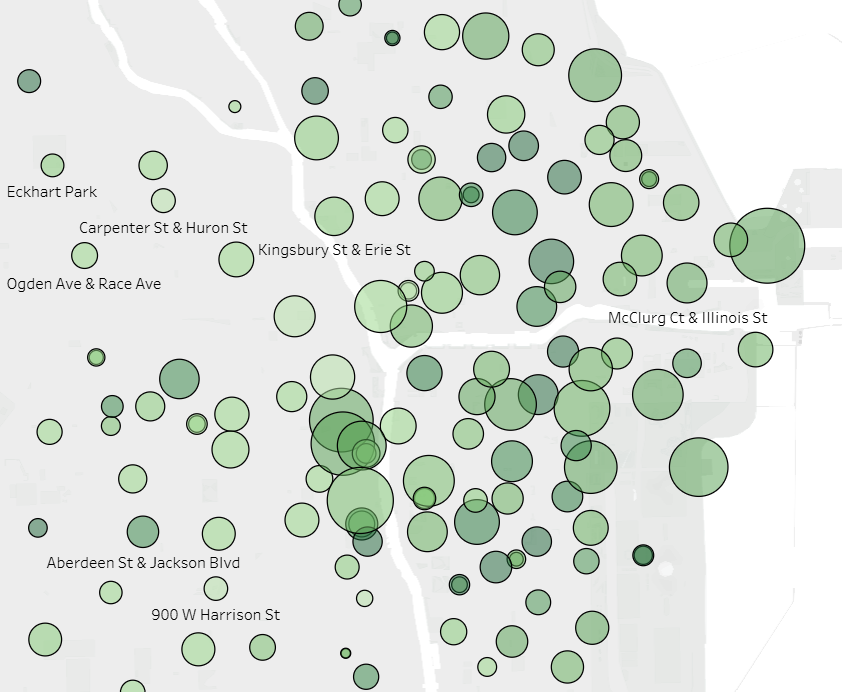 Eckhart Park
Carpenter St & Huron St
Kingsbury St & Erie St
Ogden Ave & Race Ave
McClurg Ct & Illinois St
Aberdeen St & Jackson Blvd
900 W Harrison St